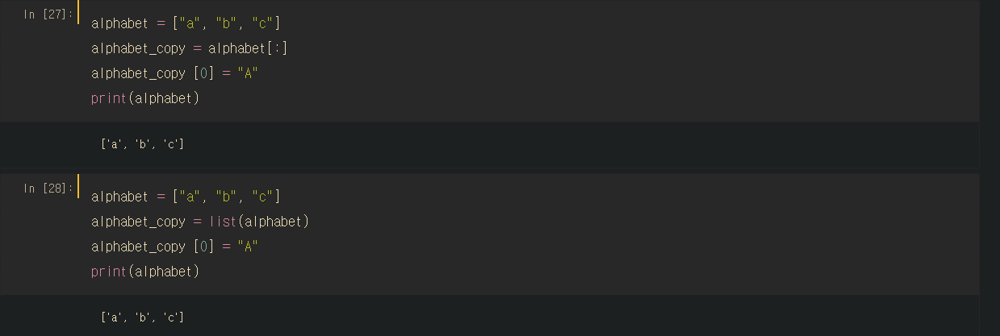 In [27]:
alphabet = ["a", "b", "c"]
alphabet_copy = alphabet[:]
alphabet_copy [0] = "A"
print(alphabet)
['a', 'b', 'c']
In [28]:
alphabet = ["a", "b", "c"]
alphabet_copy = list(alphabet)
alphabet_copy [0] = "A"
print(alphabet)
['a', 'b', 'c']